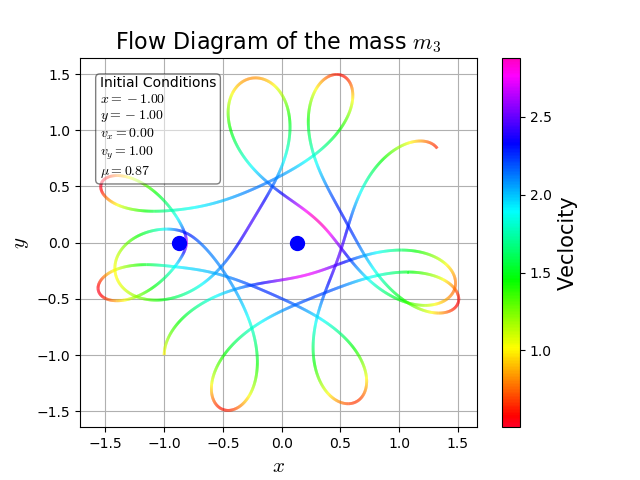 Flow Diagram of the mass m₃
Initial Conditions
x = −1.00
y = −1.00
vₓ = 0.00
v_y = 1.00
μ = 0.87
1.5
1.0
0.5
0.0
−0.5
−1.0
−1.5
y
−1.5 −1.0 −0.5 0.0 0.5 1.0 1.5
x
2.5
2.0
1.5
1.0
Veclocity